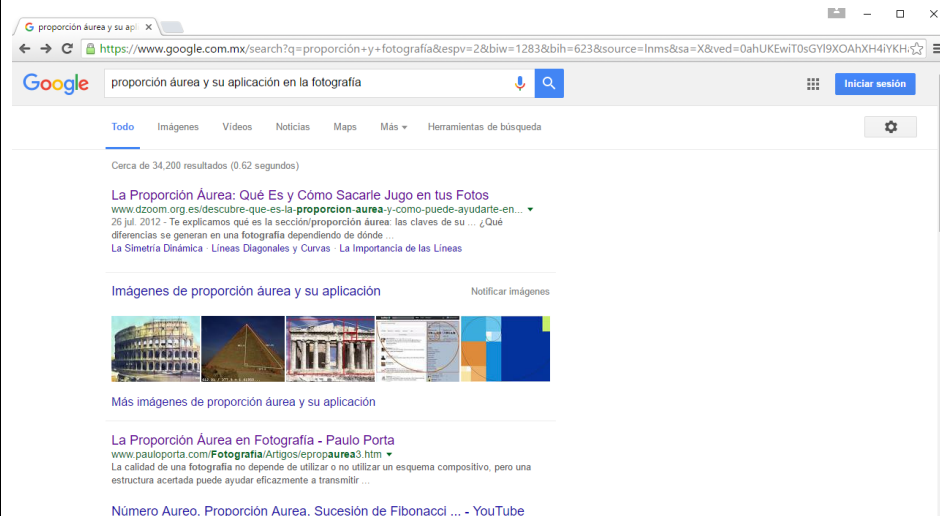 proporción áurea y su apl
https://www.google.com.mx/search?q=proporción+y+fotografía&espv=2&biw=1283&bih=623&source=lnms&sa=X&ved=0ahUKEwiT0sGYl9XOAhXH4iYKH
Google
proporción áurea y su aplicación en la fotografía
Iniciar sesión
Todo Imágenes Vídeos Noticias Maps Más Herramientas de búsqueda
Cerca de 34,200 resultados (0.62 segundos)
La Proporción Áurea: Qué Es y Cómo Sacarle Jugo en tus Fotos
www.dzoom.org.es/descubre-que-es-la-proporcion-aurea-y-como-puede-ayudarte-en...
26 jul. 2012 - Te explicamos qué es la sección/proporción áurea: las claves de su ... ¿Qué
diferencias se generan en una fotografía dependiendo de dónde ...
La Simetría Dinámica · Líneas Diagonales y Curvas · La Importancia de las Líneas
Imágenes de proporción áurea y su aplicación
Notificar imágenes
Más imágenes de proporción áurea y su aplicación
La Proporción Áurea en Fotografía - Paulo Porta
www.pauloporta.com/Fotografia/Artigos/epropaurea3.htm
La calidad de una fotografía no depende de utilizar o no utilizar un esquema compositivo, pero una
estructura acertada puede ayudar eficazmente a transmitir ...
Número Aureo. Proporción Aurea. Sucesión de Fibonacci ... - YouTube